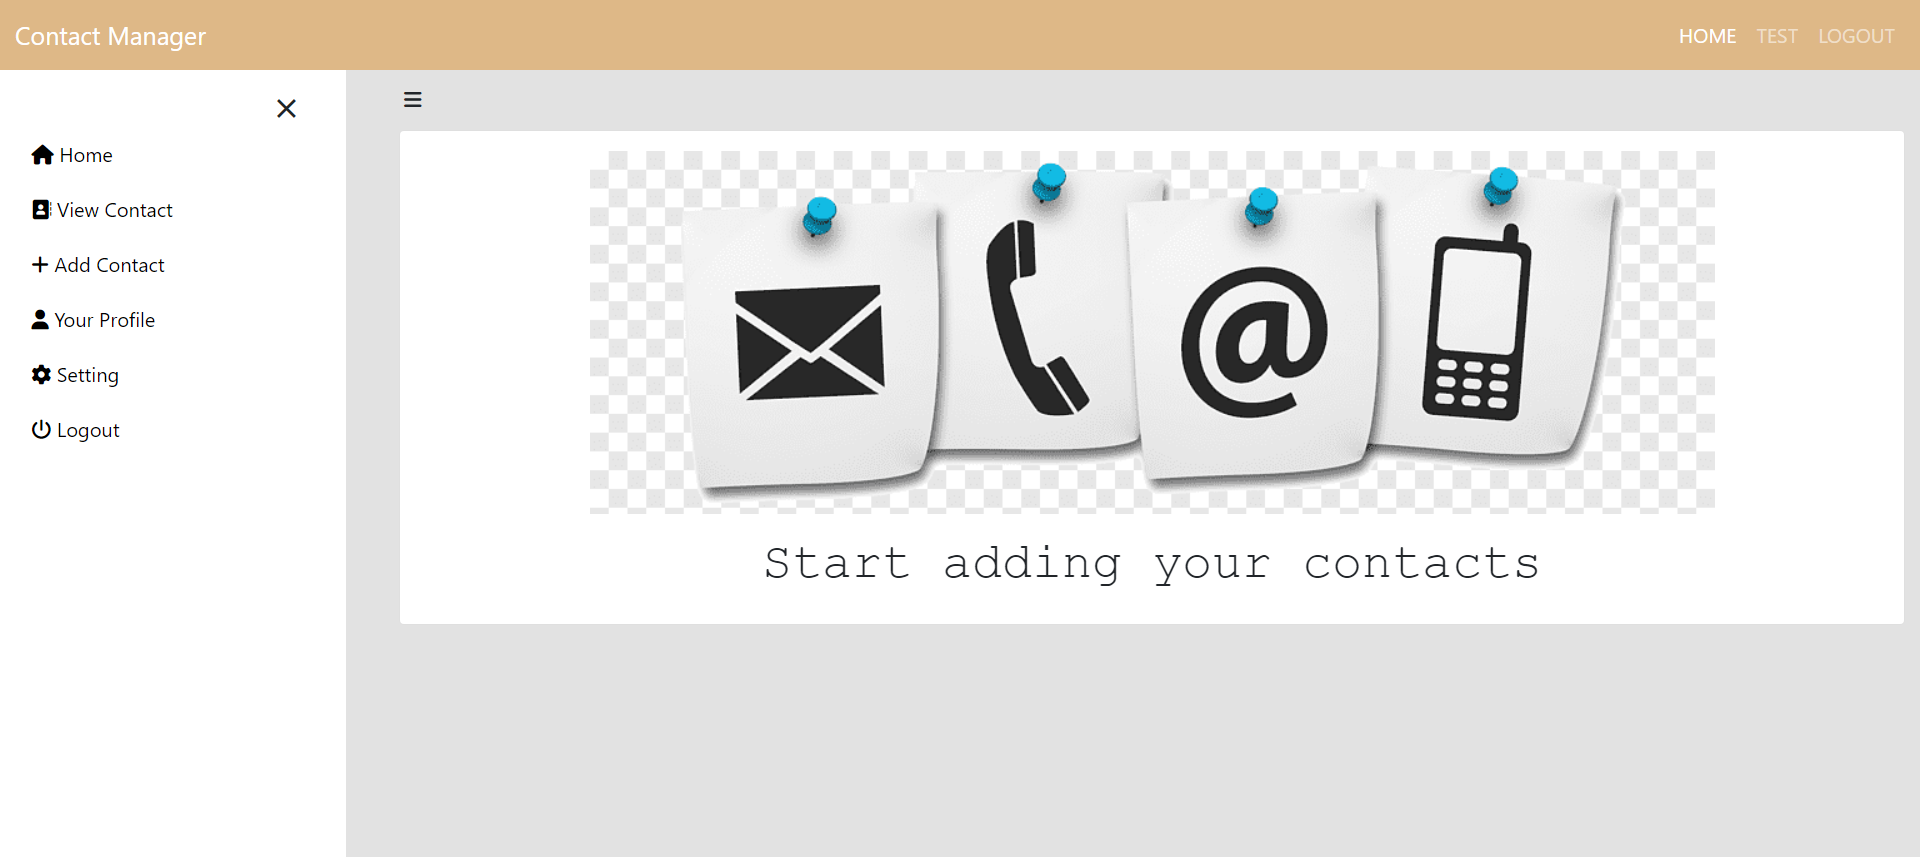 Contact Manager
HOME TEST LOGOUT
Home
View Contact
Add Contact
Your Profile
Setting
Logout
@
Start adding your contacts